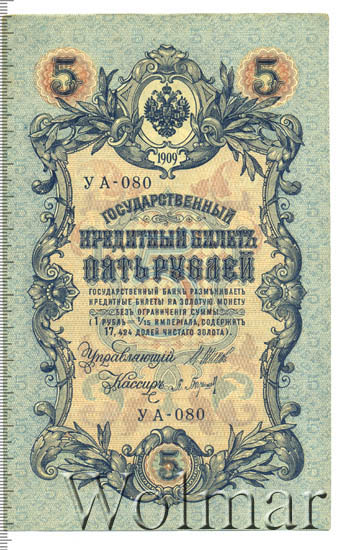 5 5
1909
УА-080
ГОСУДАРСТВЕННЫЙ
КРЕДИТНЫЙ БИЛЕТЪ
ПЯТЬ РУБЛЕЙ
ГОСУДАРСТВЕННЫЙ БАНКЪ РАЗМѢНИВАЕТЪ
КРЕДИТНЫЕ БИЛЕТЫ НА ЗОЛОТУЮ МОНЕТУ
БЕЗЪ ОГРАНИЧЕНІЯ СУММЫ
(1 РУБЛЬ = 1/15 ИМПЕРІАЛА, СОДЕРЖИТЪ
17,424 ДОЛЕЙ ЧИСТАГО ЗОЛОТА).
Управляющій
Кассиръ
УА-080
5
Wolmar